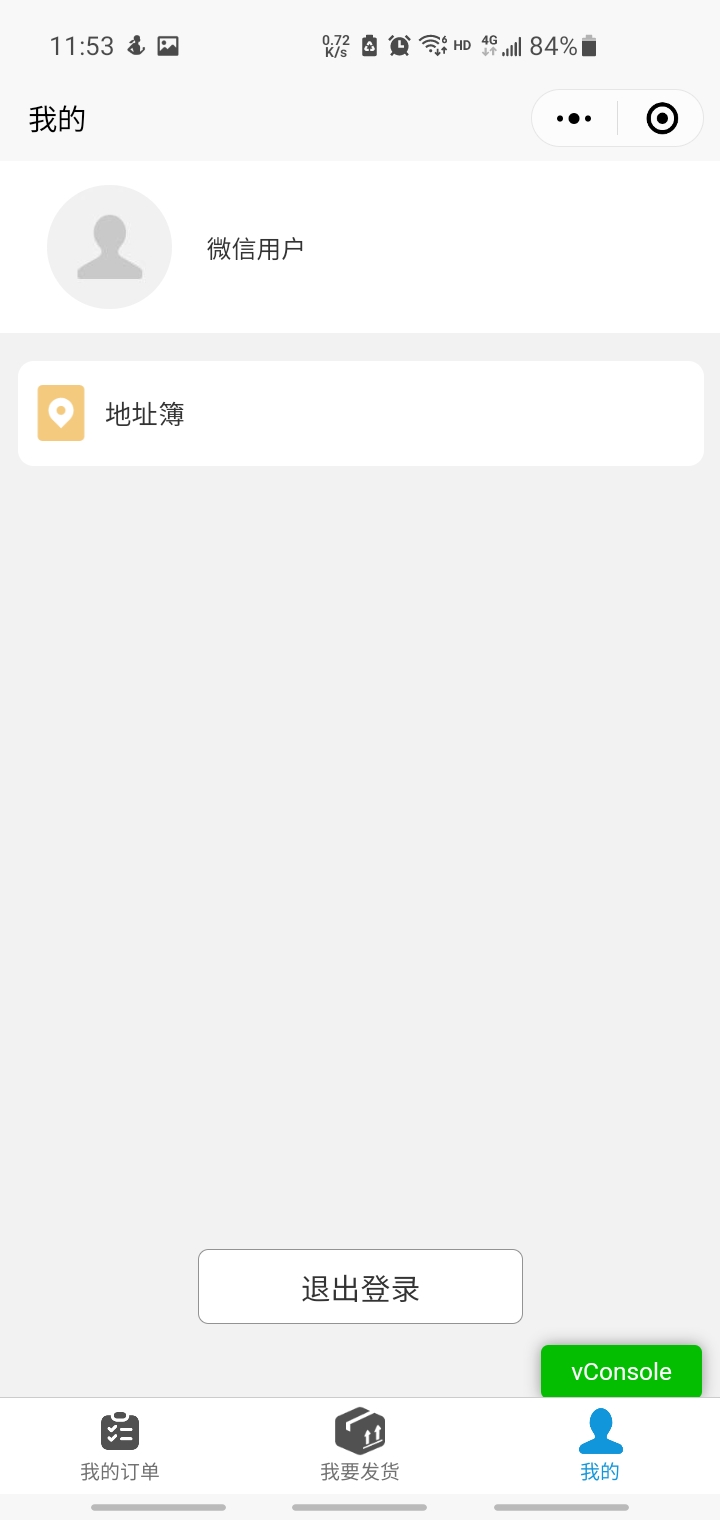 11:53
0.72
K/s
6
HD
4G
84%
我的
微信用户
地址簿
退出登录
vConsole
我的订单
我要发货
我的